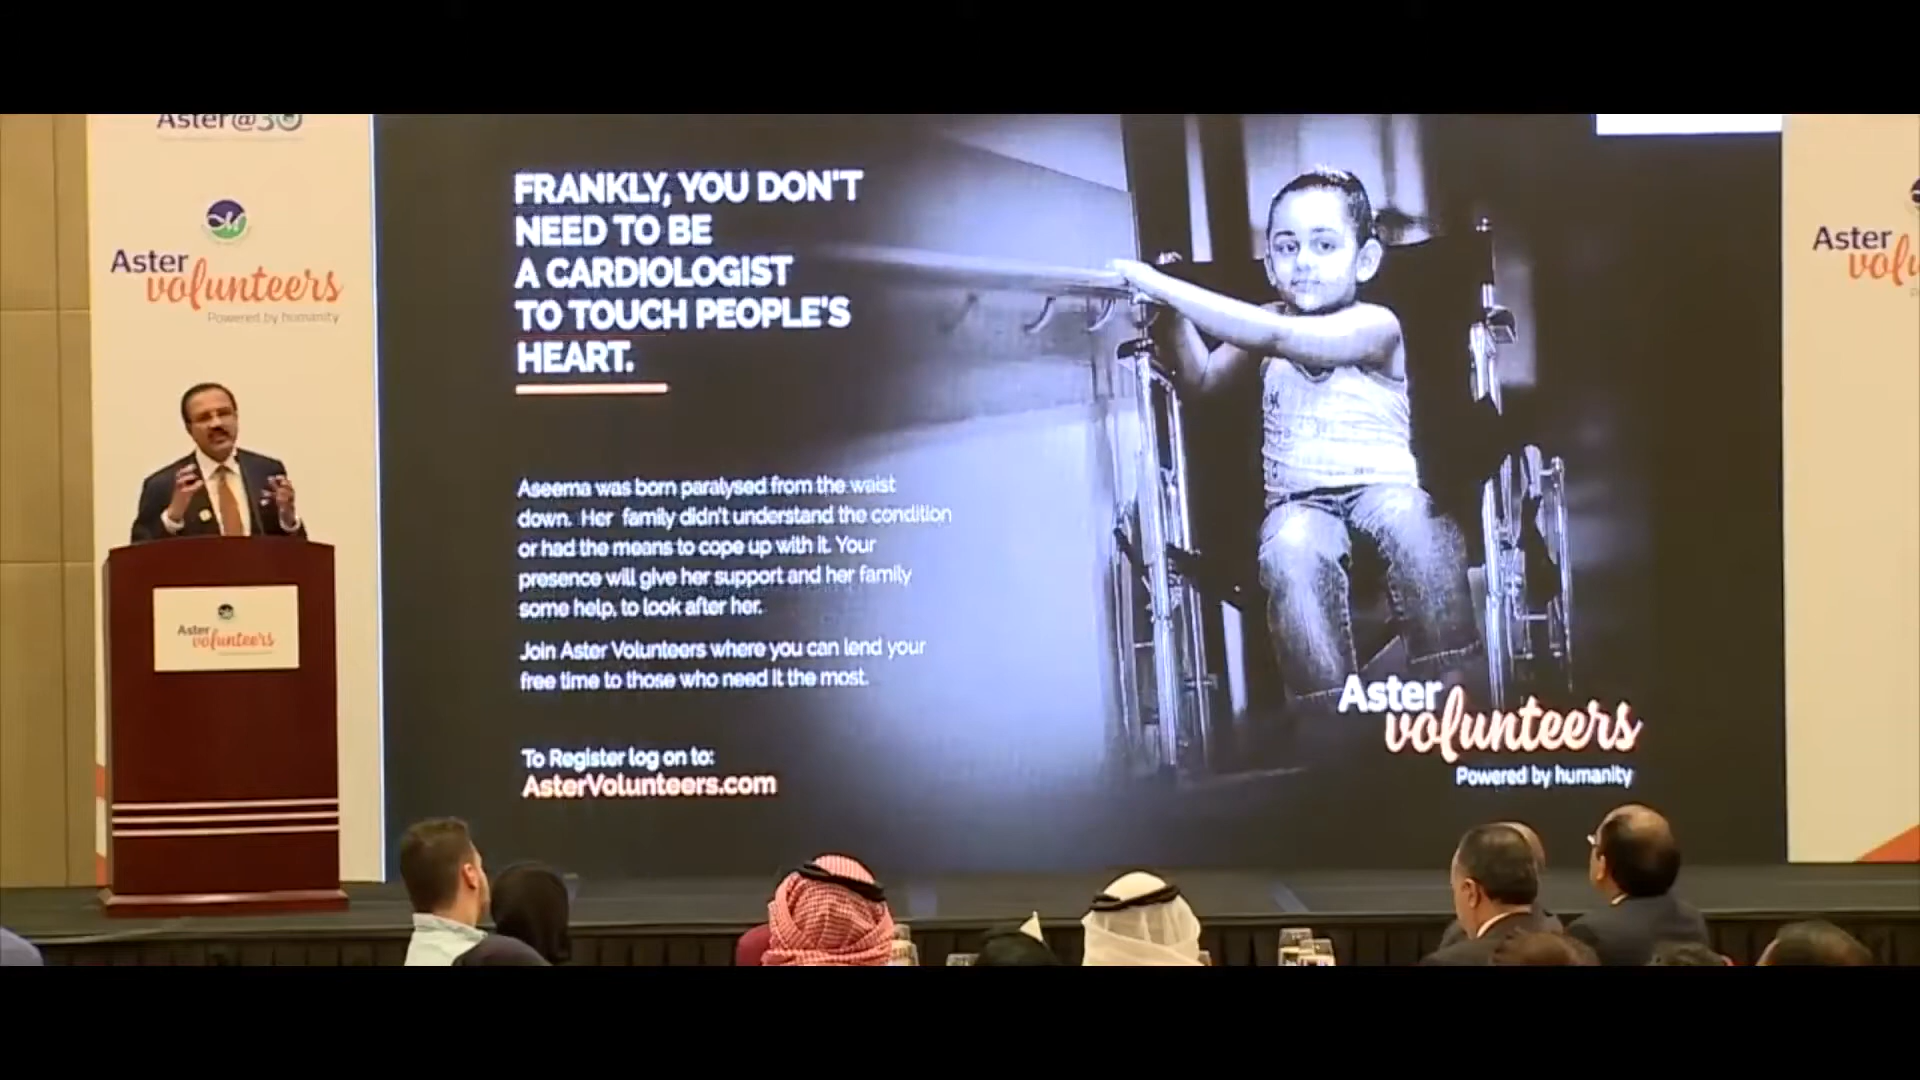 Aster@30
Aster
volunteers
Powered by humanity
Aster
volunteers
FRANKLY, YOU DON'T
NEED TO BE
A CARDIOLOGIST
TO TOUCH PEOPLE'S
HEART.
Aseema was born paralysed from the waist
down. Her family didn't understand the condition
or had the means to cope up with it. Your
presence will give her support and her family
some help, to look after her.
Join Aster Volunteers where you can lend your
free time to those who need it the most.
To Register log on to:
AsterVolunteers.com
Aster
volunteers
Powered by humanity
Aster